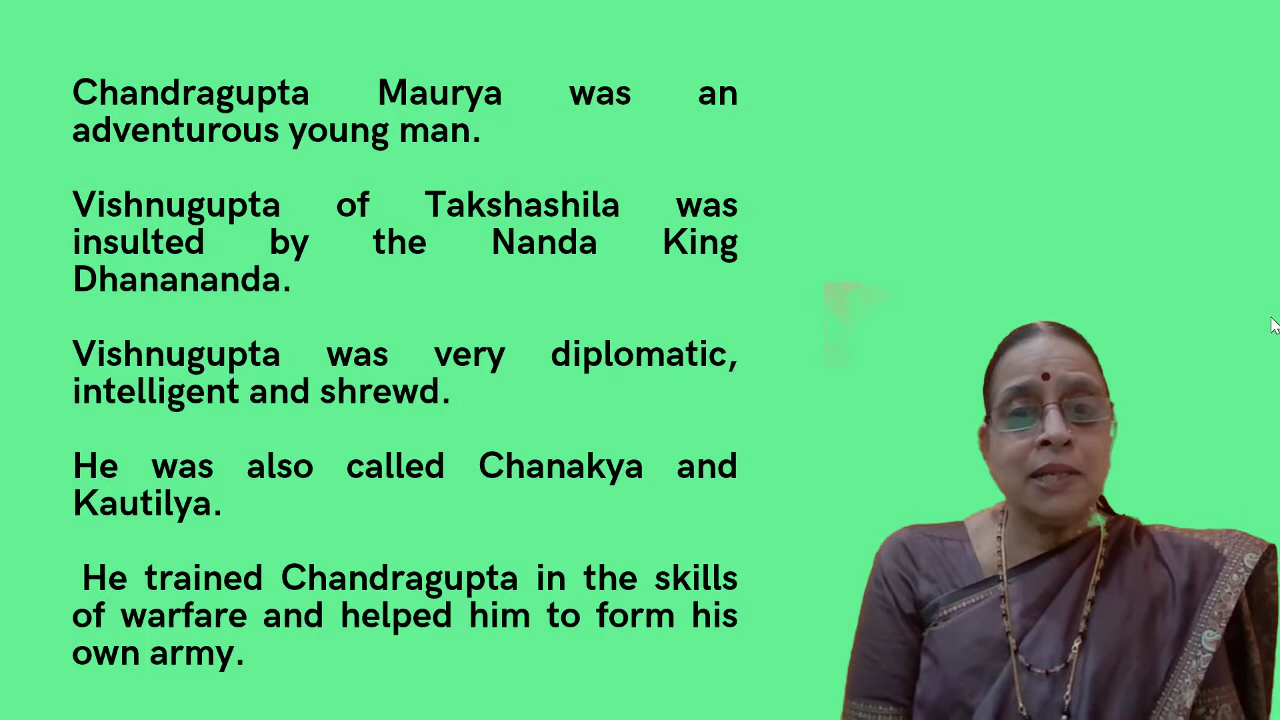 Chandragupta Maurya was an
adventurous young man.
Vishnugupta of Takshashila was
insulted by the Nanda King
Dhanananda.
Vishnugupta was very diplomatic,
intelligent and shrewd.
He was also called Chanakya and
Kautilya.
He trained Chandragupta in the skills
of warfare and helped him to form his
own army.